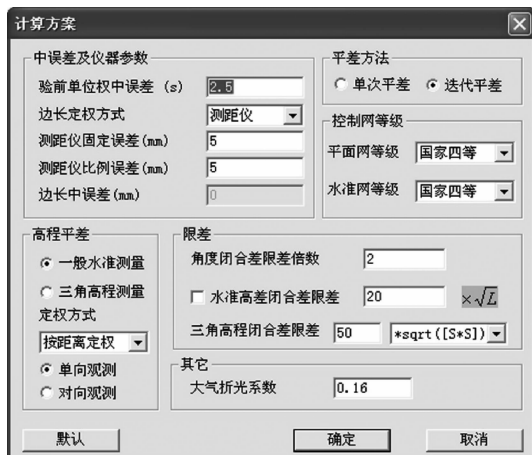 计算方案
中误差及仪器参数
验前单位权中误差 (s) 2.5
边长定权方式 测距仪
测距仪固定误差(mm) 5
测距仪比例误差(mm) 5
边长中误差(mm) 0
平差方法
单次平差 迭代平差
控制网等级
平面网等级 国家四等
水准网等级 国家四等
高程平差
一般水准测量
三角高程测量
定权方式
按距离定权
单向观测
对向观测
限差
角度闭合差限差倍数 2
水准高差闭合差限差 20 ×√L
三角高程闭合差限差 50 *sqrt([S*S])
其它
大气折光系数 0.16
默认 确定 取消